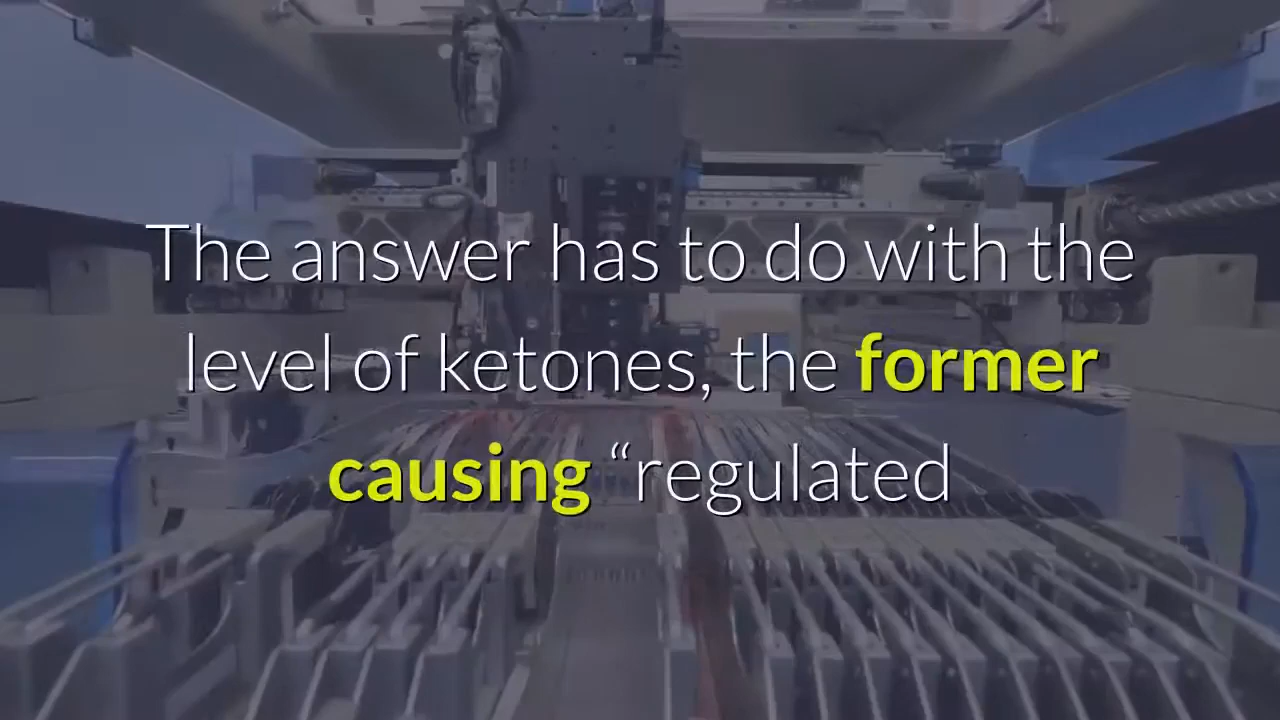 The answer has to do with the
level of ketones, the former
causing “regulated